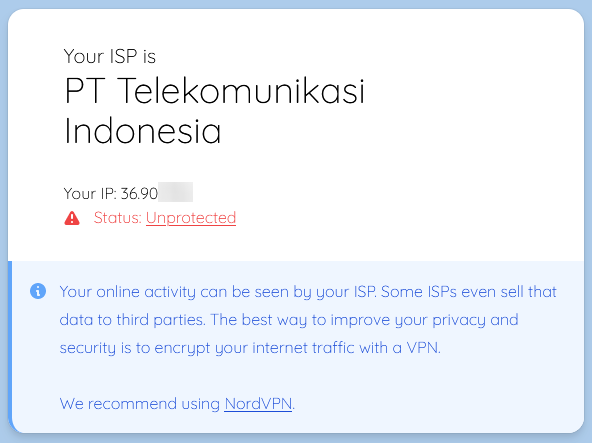 Your ISP is
PT Telekomunikasi
Indonesia
Your IP: 36.90
Status: Unprotected
Your online activity can be seen by your ISP. Some ISPs even sell that
data to third parties. The best way to improve your privacy and
security is to encrypt your internet traffic with a VPN.
We recommend using NordVPN.